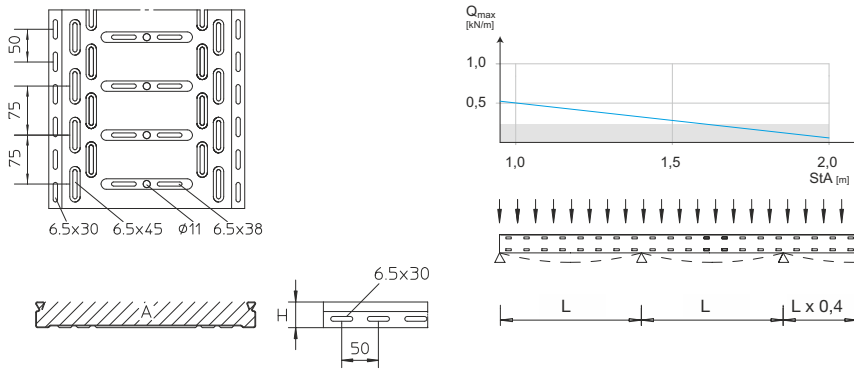 50
75
75
6.5x30
6.5x45
ø11
6.5x38
A
H
6.5x30
50
Qmax
[kN/m]
1,0
0,5
1,0
1,5
2,0
StA [m]
L
L
L x 0,4